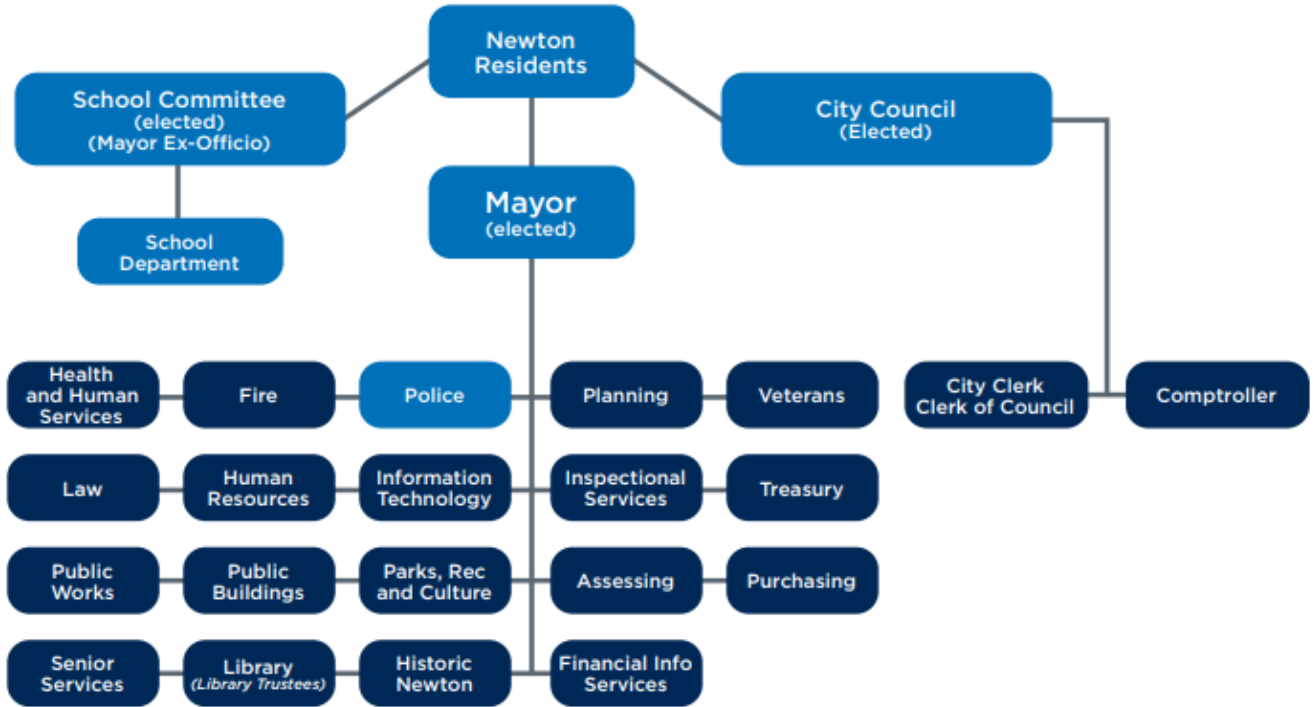 Newton
Residents
School Committee
(elected)
(Mayor Ex-Officio)
City Council
(Elected)
Mayor
(elected)
School
Department
Health
and Human
Services
Fire
Police
Planning
Veterans
City Clerk
Clerk of Council
Comptroller
Law
Human
Resources
Information
Technology
Inspectional
Services
Treasury
Public
Works
Public
Buildings
Parks, Rec
and Culture
Assessing
Purchasing
Senior
Services
Library
(Library Trustees)
Historic
Newton
Financial Info
Services